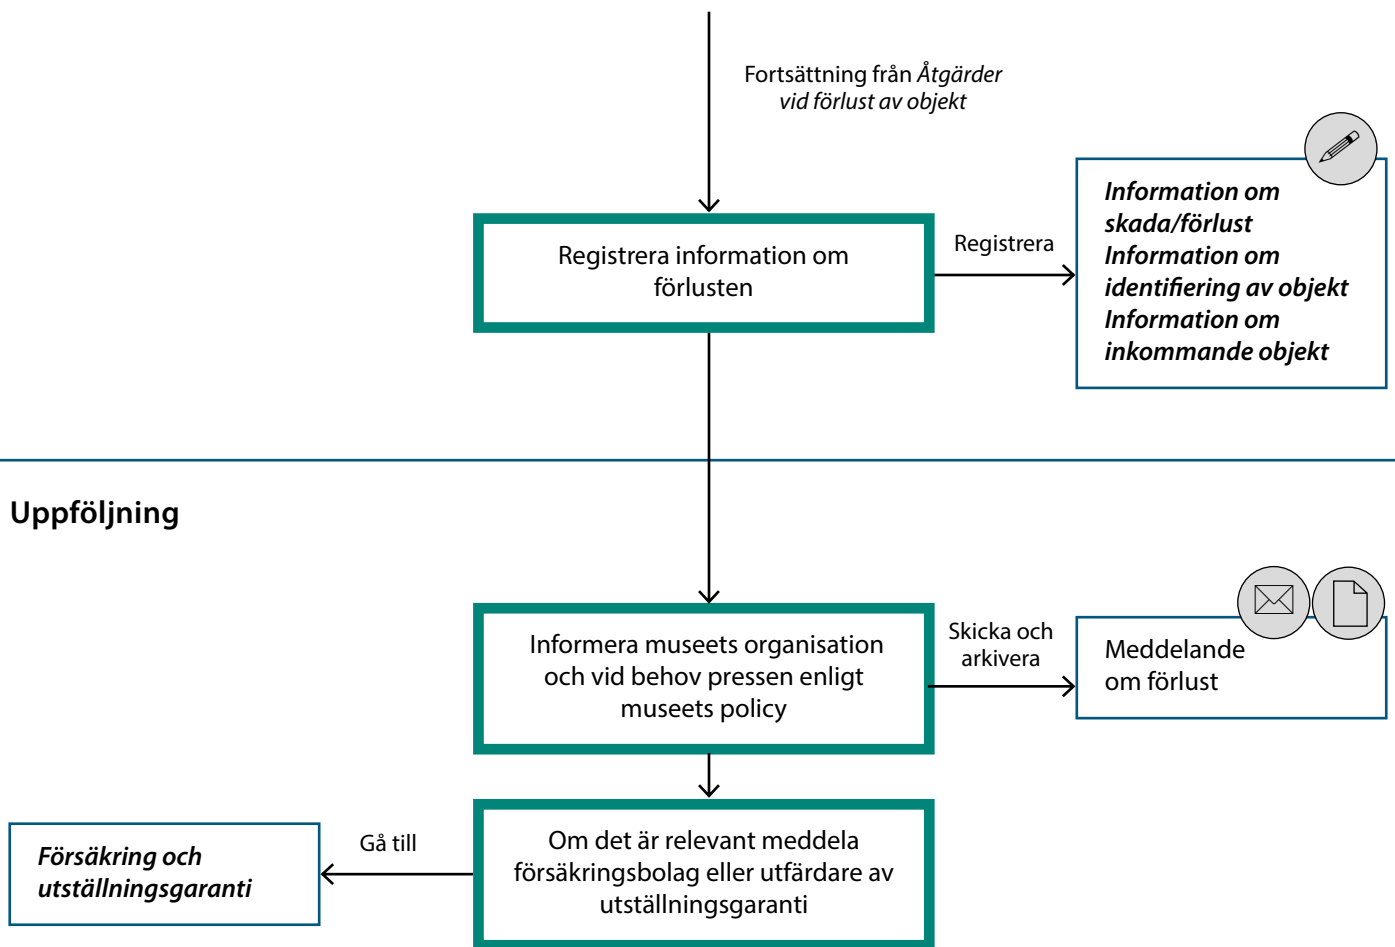 Fortsättning från Åtgärder
vid förlust av objekt
Registrera information om
förlusten
Registrera
Information om
skada/förlust
Information om
identifiering av objekt
Information om
inkommande objekt
Uppföljning
Informera museets organisation
och vid behov pressen enligt
museets policy
Skicka och
arkivera
Meddelande
om förlust
Om det är relevant meddela
försäkringsbolag eller utfärdare av
utställningsgaranti
Gå till
Försäkring och
utställningsgaranti